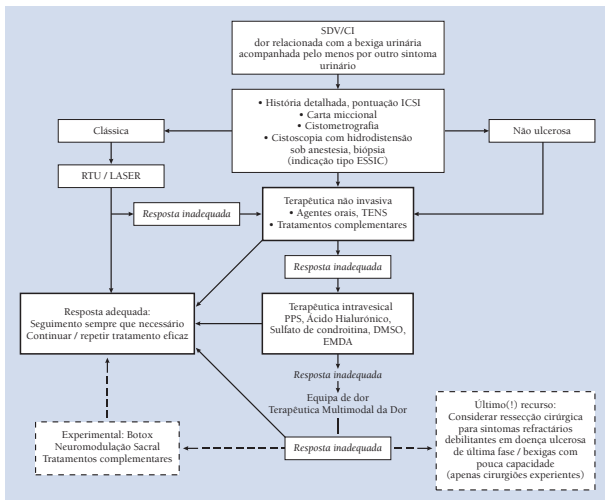 SDV/CI
dor relacionada com a bexiga urinária
acompanhada pelo menos por outro sintoma
urinário
• História detalhada, pontuação ICSI
• Carta miccional
• Cistometrografia
• Cistoscopia com hidrodistensão
sob anestesia, biópsia
(indicação tipo ESSIC)
Clássica
Não ulcerosa
RTU / LASER
Resposta inadequada
Terapêutica não invasiva
• Agentes orais, TENS
• Tratamentos complementares
Resposta inadequada
Resposta adequada:
Seguimento sempre que necessário
Continuar / repetir tratamento eficaz
Terapêutica intravesical
PPS, Ácido Hialurónico,
Sulfato de condroitina, DMSO,
EMDA
Resposta inadequada
Equipa de dor
Terapêutica Multimodal da Dor
Experimental: Botox
Neuromodulação Sacral
Tratamentos complementares
Resposta inadequada
Último(!) recurso:
Considerar ressecção cirúrgica
para sintomas refractários
debilitantes em doença ulcerosa
de última fase / bexigas com
pouca capacidade
(apenas cirurgiões experientes)